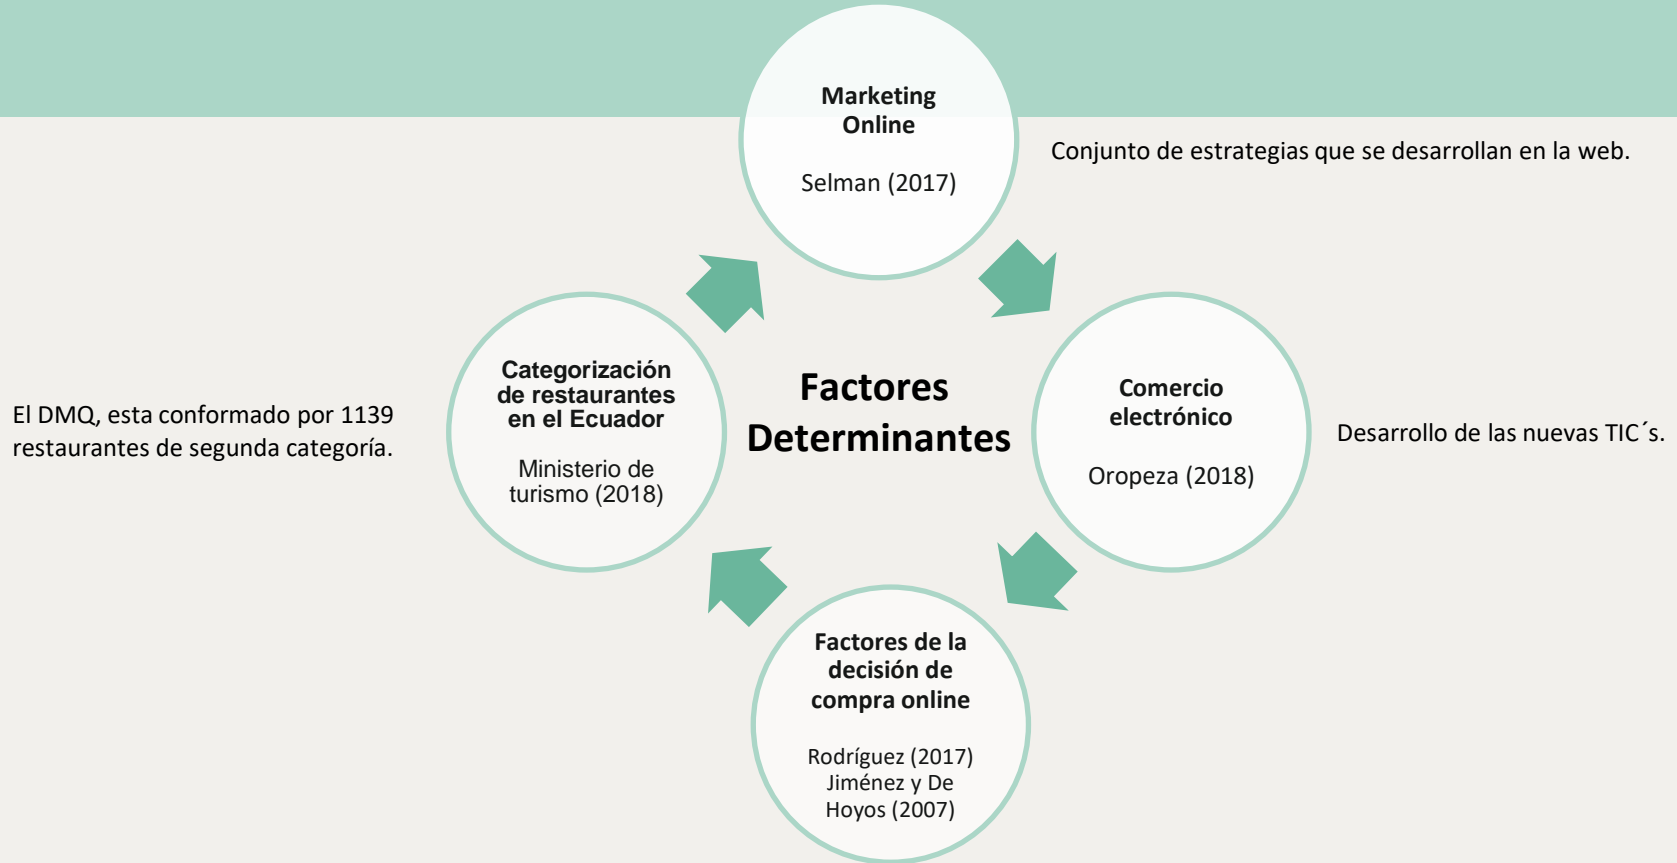 Marketing
Online
Selman (2017)
Conjunto de estrategias que se desarrollan en la web.
Categorización
de restaurantes
en el Ecuador
Ministerio de
turismo (2018)
El DMQ, esta conformado por 1139
restaurantes de segunda categoría.
Factores
Determinantes
Comercio
electrónico
Oropeza (2018)
Desarrollo de las nuevas TIC´s.
Factores de la
decisión de
compra online
Rodríguez (2017)
Jiménez y De
Hoyos (2007)